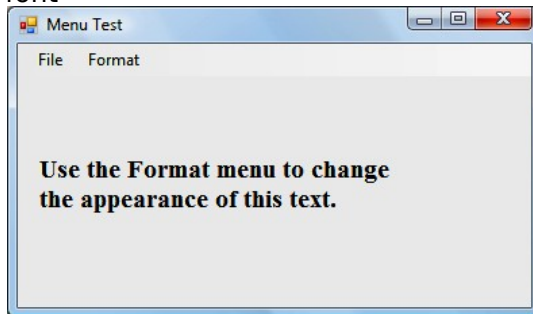 Menu Test
File Format
Use the Format menu to change
the appearance of this text.